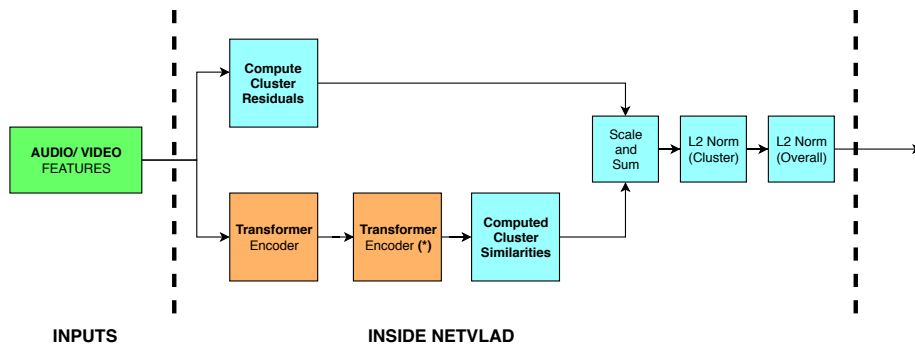 Compute
Cluster
Residuals
AUDIO/ VIDEO
FEATURES
Scale
and
Sum
L2 Norm
(Cluster)
L2 Norm
(Overall)
Transformer
Encoder
Transformer
Encoder (*)
Computed
Cluster
Similarities
INPUTS
INSIDE NETVLAD